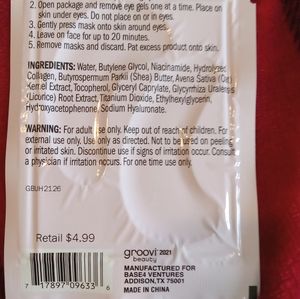 2. Open package and remove eye gels one at a time. Place on
skin under eyes. Do not place on or in eyes.
3. Gently press mask onto skin around eyes.
4. Leave on face for up to 20 minutes.
5. Remove masks and discard. Pat excess product onto skin.
INGREDIENTS: Water, Butylene Glycol, Niacinamide, Hydrolyzed
Collagen, Butyrospermum Parkii (Shea) Butter, Avena Sativa (Oat)
Kernel Extract, Tocopherol, Glyceryl Caprylate, Glycyrrhiza Uralensis
(Licorice) Root Extract, Titanium Dioxide, Ethylhexylglycerin,
Hydroxyacetophenone, Sodium Hyaluronate.
WARNING: For adult use only. Keep out of reach of children. For
external use only. Use only as directed. Not to be used on peeling
or irritated skin. Discontinue use if signs of irritation occur. Consult
a physician if irritation occurs. For one time use only.
GBUH2126
Retail $4.99
groovi 2021
beauty
MANUFACTURED FOR
BASE4 VENTURES
ADDISON, TX 75001
MADE IN CHINA
7 17897 09633 6